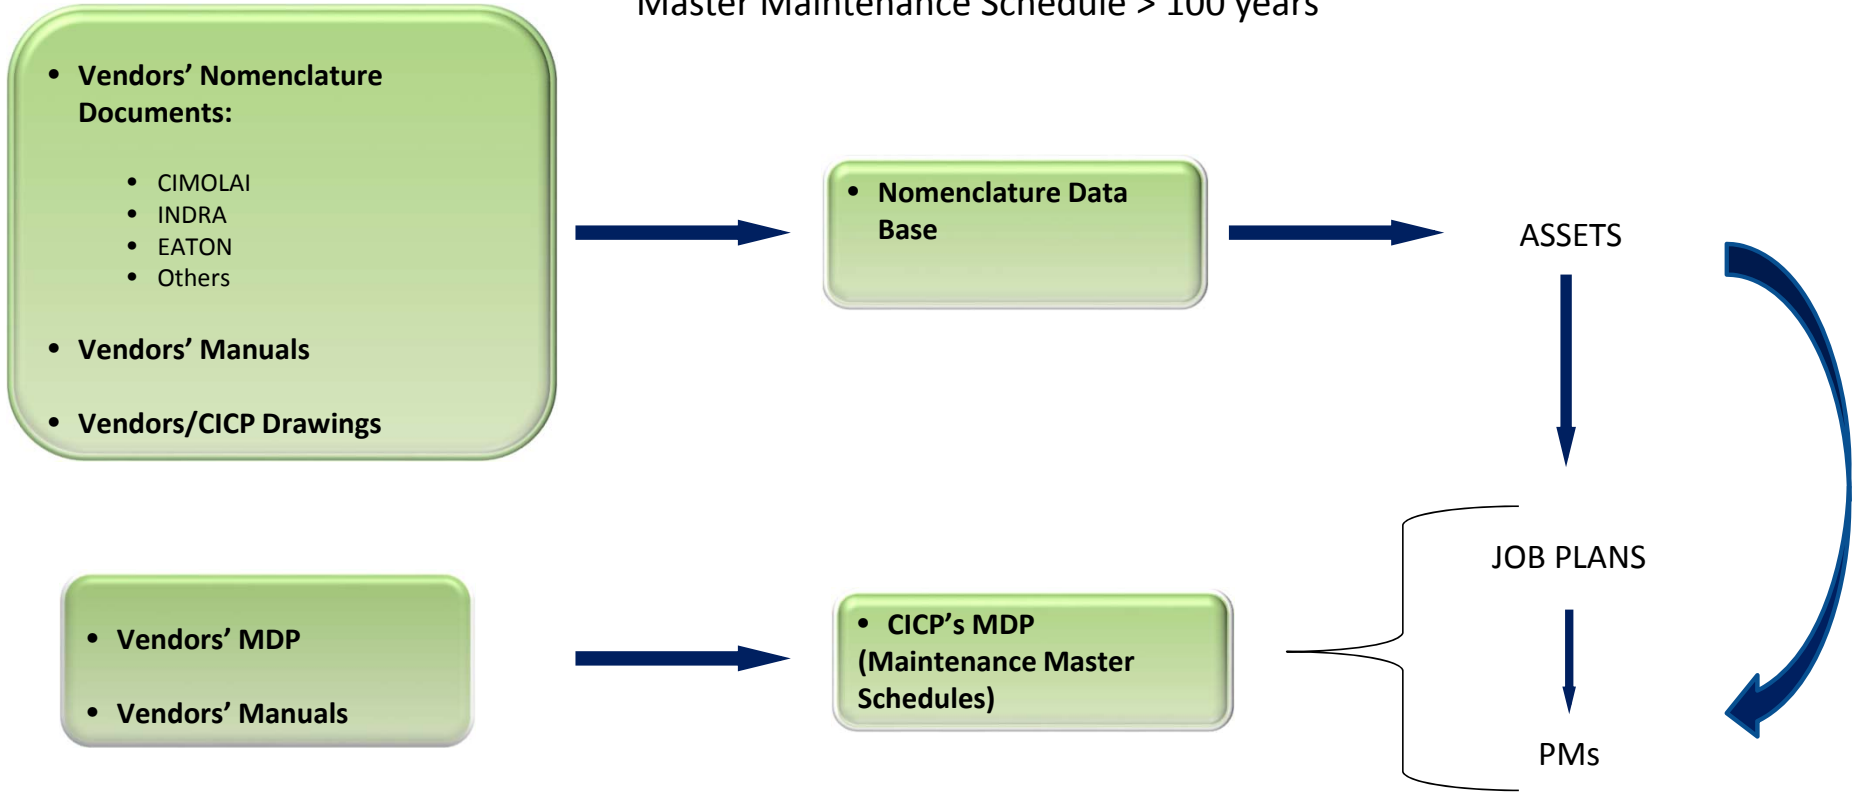 Master Maintenance Schedule > 100 years
• Vendors’ Nomenclature
Documents:
• CIMOLAI
• INDRA
• EATON
• Others
• Vendors’ Manuals
• Vendors/CICP Drawings
• Nomenclature Data
Base
ASSETS
JOB PLANS
PMs
• Vendors’ MDP
• Vendors’ Manuals
• CICP’s MDP
(Maintenance Master
Schedules)